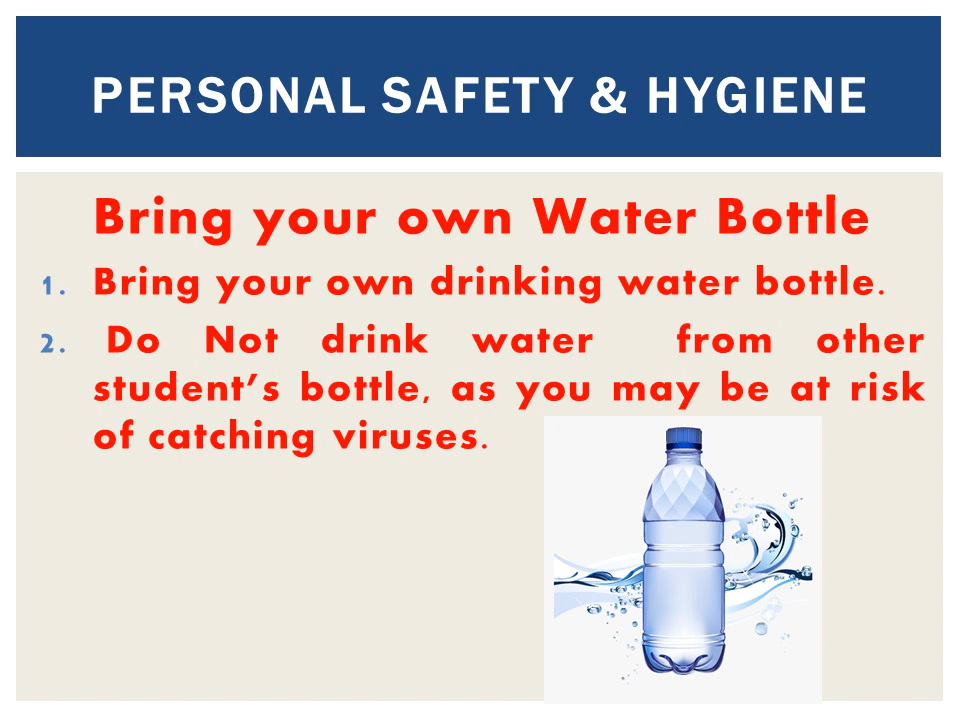 PERSONAL SAFETY & HYGIENE
Bring your own Water Bottle
1. Bring your own drinking water bottle.
2. Do Not drink water from other
student's bottle, as you may be at risk
of catching viruses.